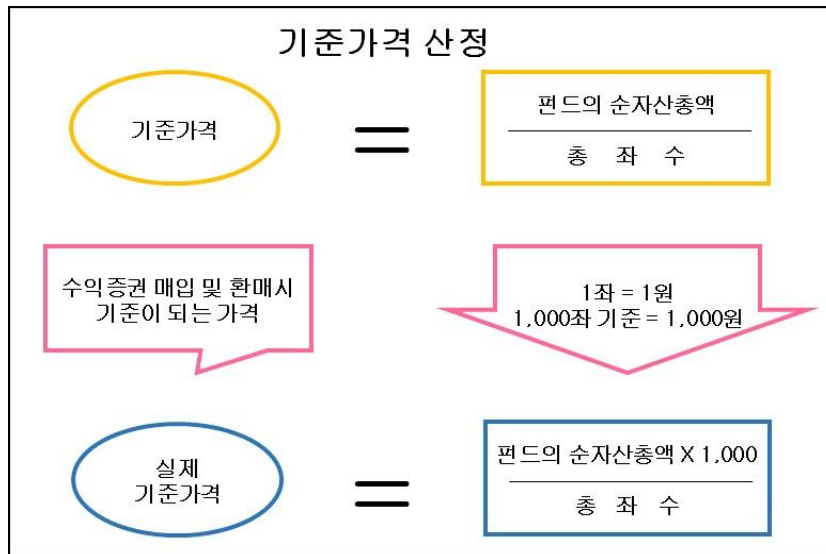 기준가격 산정
기준가격
=
펀드의 순자산총액
총 좌 수
수익증권 매입 및 환매시
기준이 되는 가격
1좌 = 1원
1,000좌 기준 = 1,000원
실제
기준가격
=
펀드의 순자산총액 X 1,000
총 좌 수